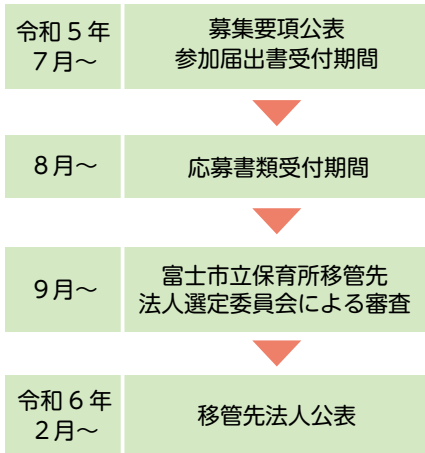 令和５年
７月～
募集要項公表
参加届出書受付期間
８月～
応募書類受付期間
９月～
富士市立保育所移管先
法人選定委員会による審査
令和６年
２月～
移管先法人公表